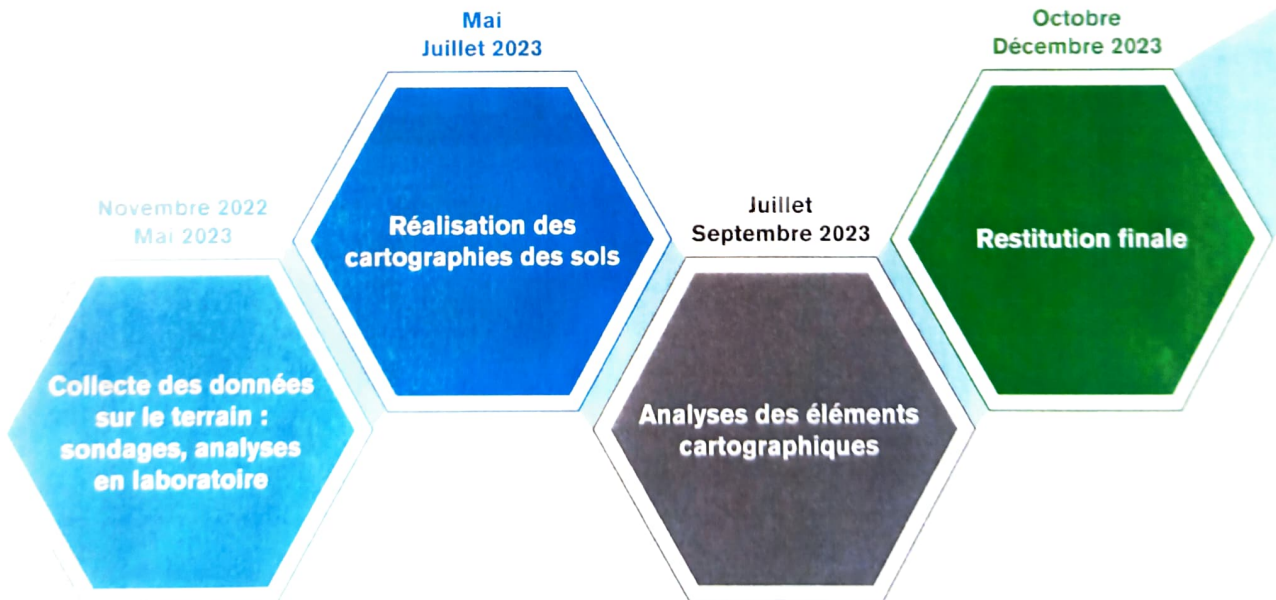 Novembre 2022
Mai 2023
Collecte des données
sur le terrain :
sondages, analyses
en laboratoire
Mai
Juillet 2023
Réalisation des
cartographies des sols
Juillet
Septembre 2023
Analyses des éléments
cartographiques
Octobre
Décembre 2023
Restitution finale